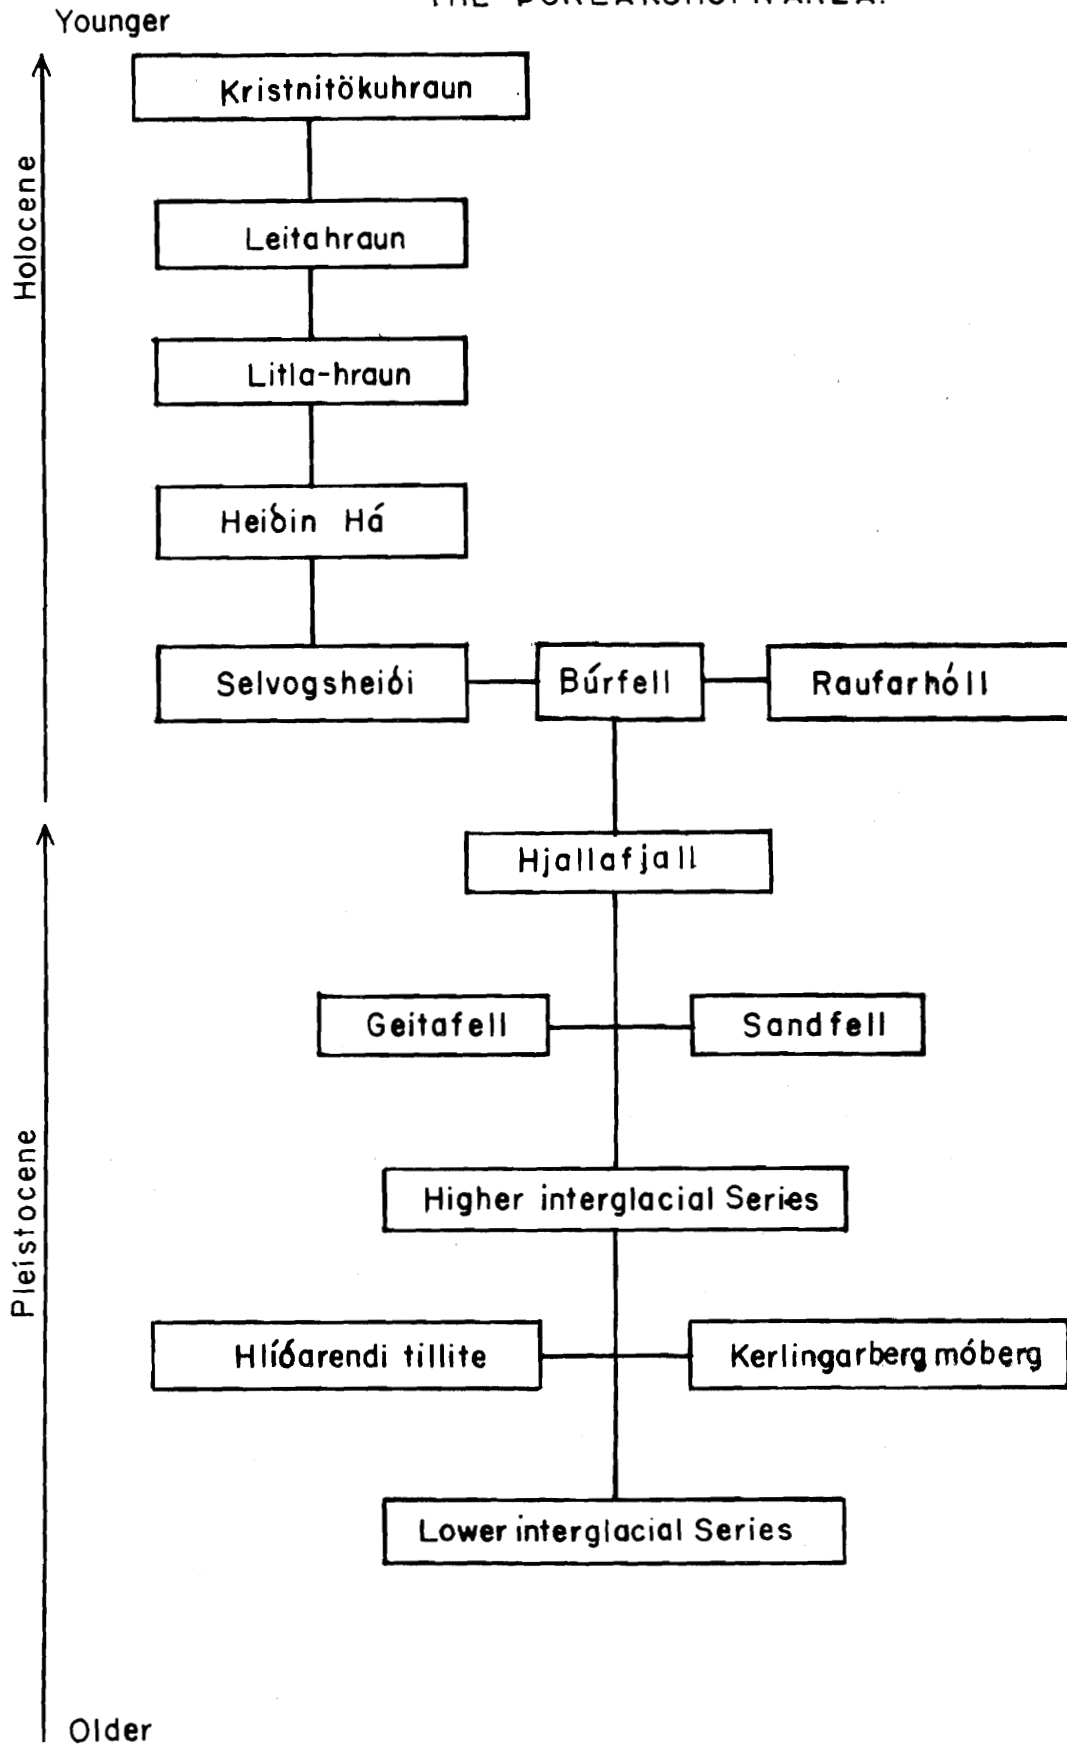 Younger
Kristnitökuhraun
Leitahraun
Litla-hraun
Heiðin Há
Selvogsheiði
Búrfell
Raufarhóll
Hjallafjall
Geitafell
Sandfell
Higher interglacial Series
Hlíðarendi tillite
Kerlingarberg móberg
Lower interglacial Series
Older
Holocene
Pleistocene